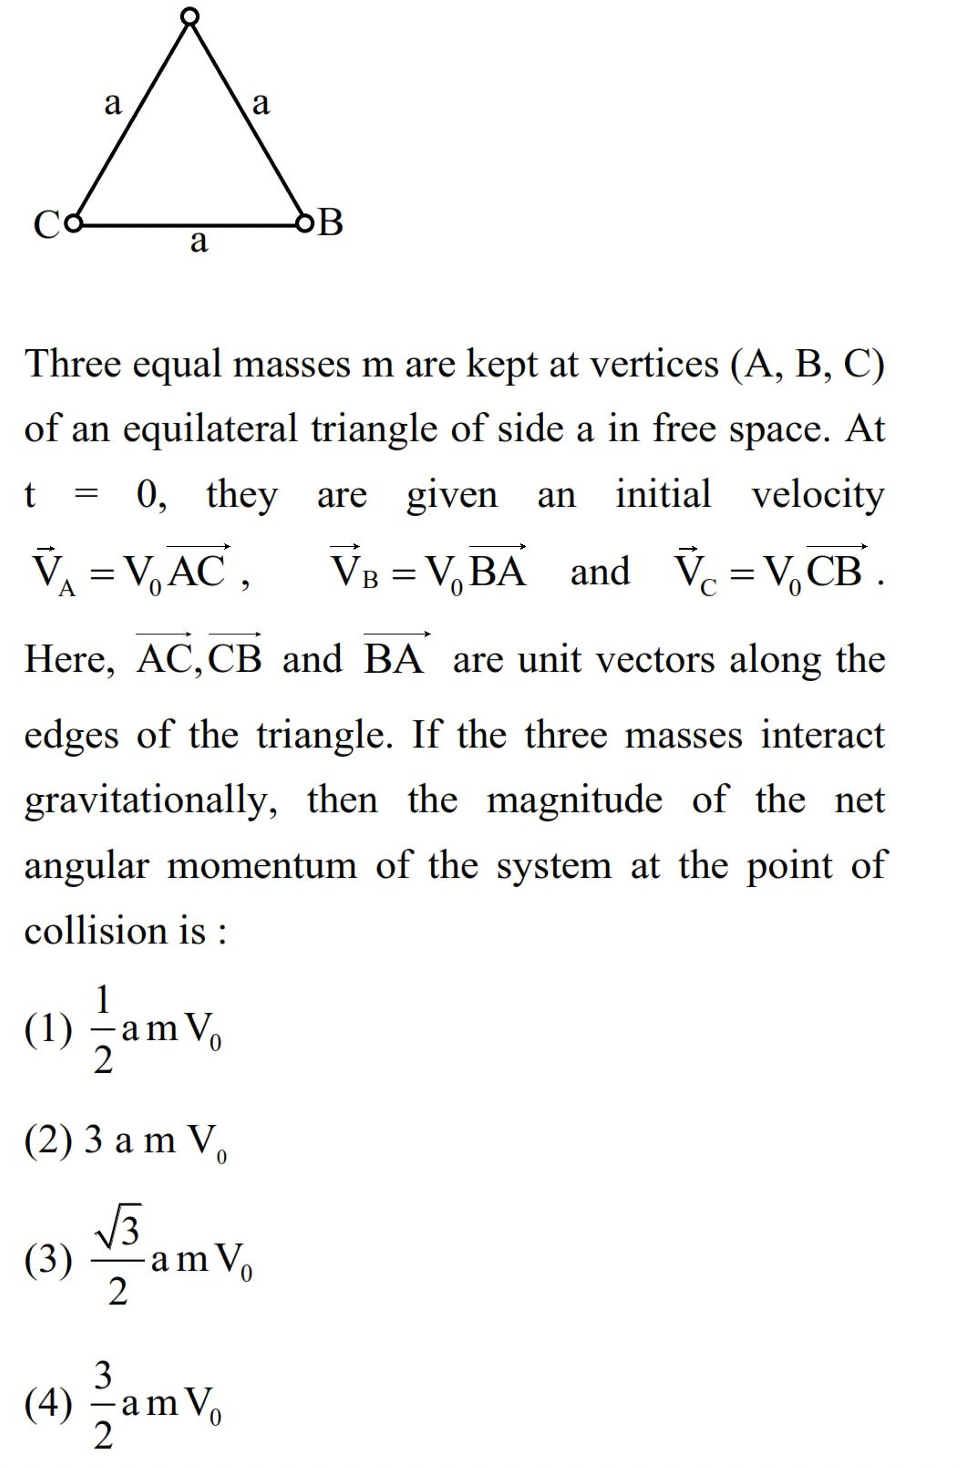 a a
C B
a
Three equal masses m are kept at vertices (A, B, C)
of an equilateral triangle of side a in free space. At
t = 0, they are given an initial velocity
$\vec{V}_A = V_0 \overrightarrow{AC}$ , $\overrightarrow{V}_B = V_0 \overrightarrow{BA}$ and $\vec{V}_C = V_0 \overrightarrow{CB}$ .
Here, $\overrightarrow{AC}, \overrightarrow{CB}$ and $\overrightarrow{BA}$ are unit vectors along the
edges of the triangle. If the three masses interact
gravitationally, then the magnitude of the net
angular momentum of the system at the point of
collision is :
(1) $\frac{1}{2} a m V_0$
(2) 3 a m $V_0$
(3) $\frac{\sqrt{3}}{2} a m V_0$
(4) $\frac{3}{2} a m V_0$